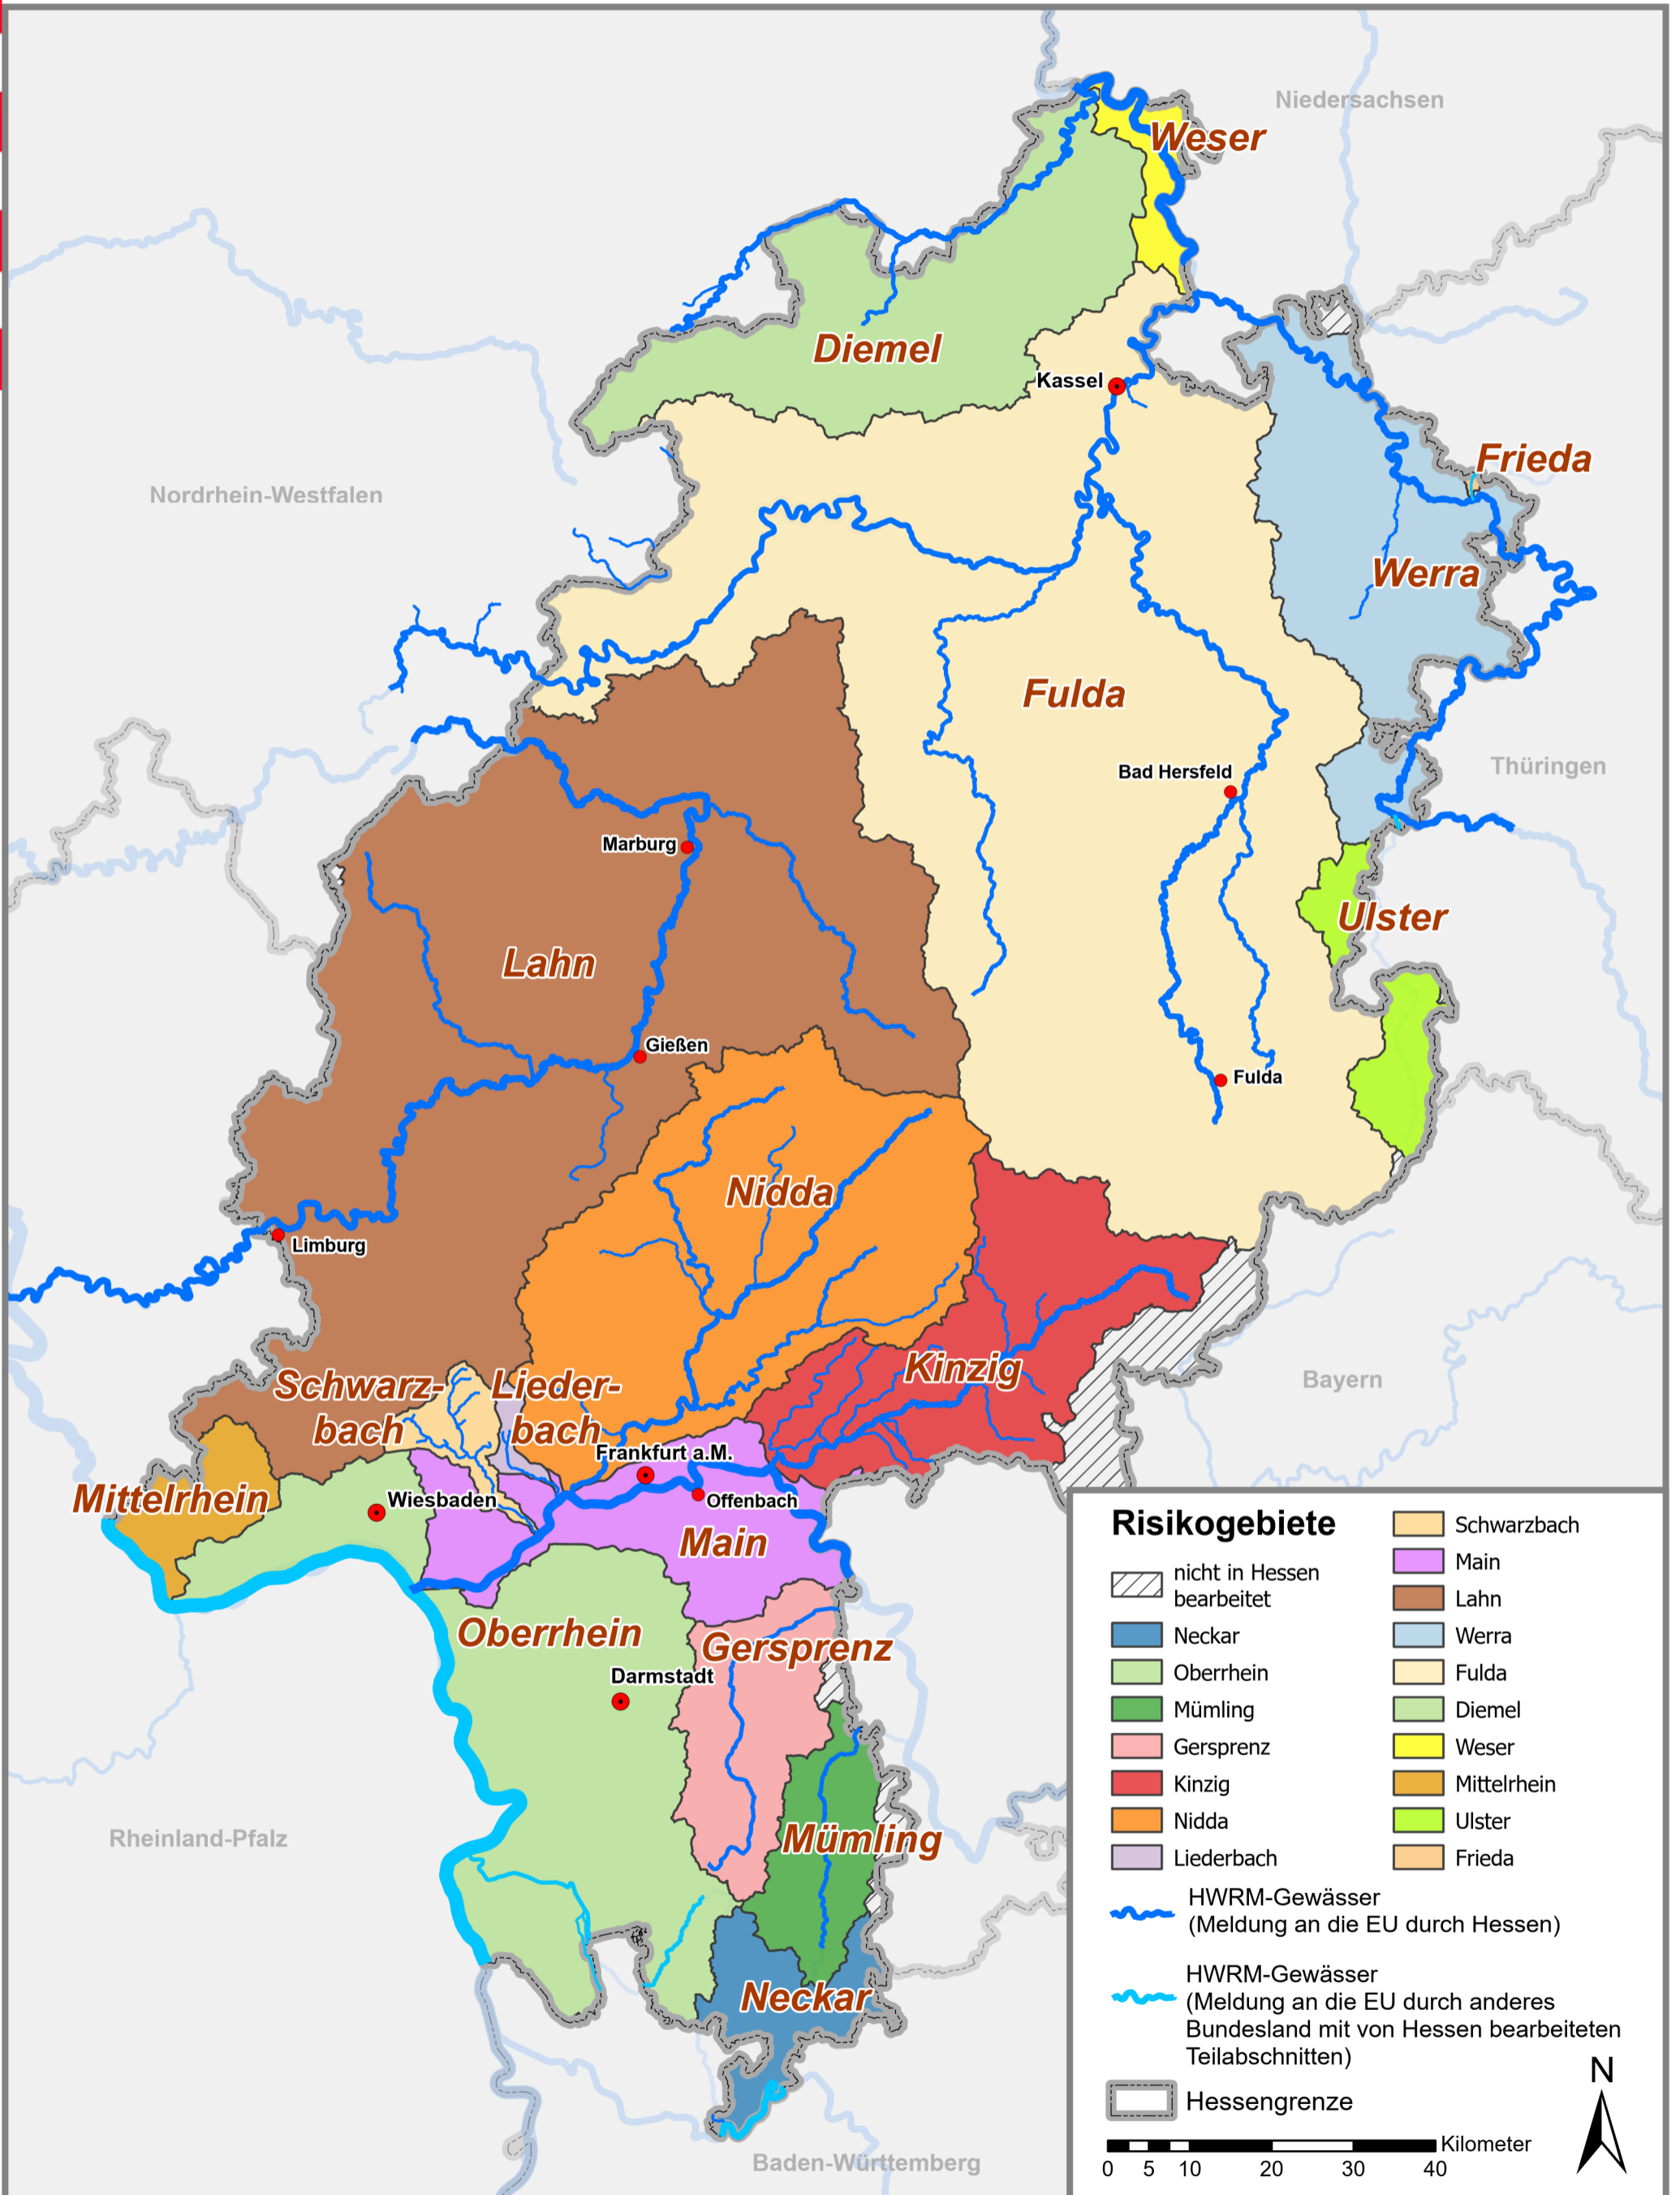 Niedersachsen
Weser
Diemel
Kassel
Frieda
Nordrhein-Westfalen
Werra
Fulda
Bad Hersfeld
Thüringen
Marburg
Ulster
Lahn
Gießen
Fulda
Nidda
Limburg
Kinzig
Bayern
Schwarz-
bach
Lieder-
bach
Frankfurt a.M.
Mittelrhein
Wiesbaden
Offenbach
Main
Oberrhein
Gersprenz
Darmstadt
Rheinland-Pfalz
Mümling
Neckar
Baden-Württemberg
Risikogebiete
nicht in Hessen
bearbeitet
Neckar
Oberrhein
Mümling
Gersprenz
Kinzig
Nidda
Liederbach
Schwarzbach
Main
Lahn
Werra
Fulda
Diemel
Weser
Mittelrhein
Ulster
Frieda
HWRM-Gewässer
(Meldung an die EU durch Hessen)
HWRM-Gewässer
(Meldung an die EU durch anderes
Bundesland mit von Hessen bearbeiteten
Teilabschnitten)
Hessengrenze
N
Kilometer
0 5 10 20 30 40